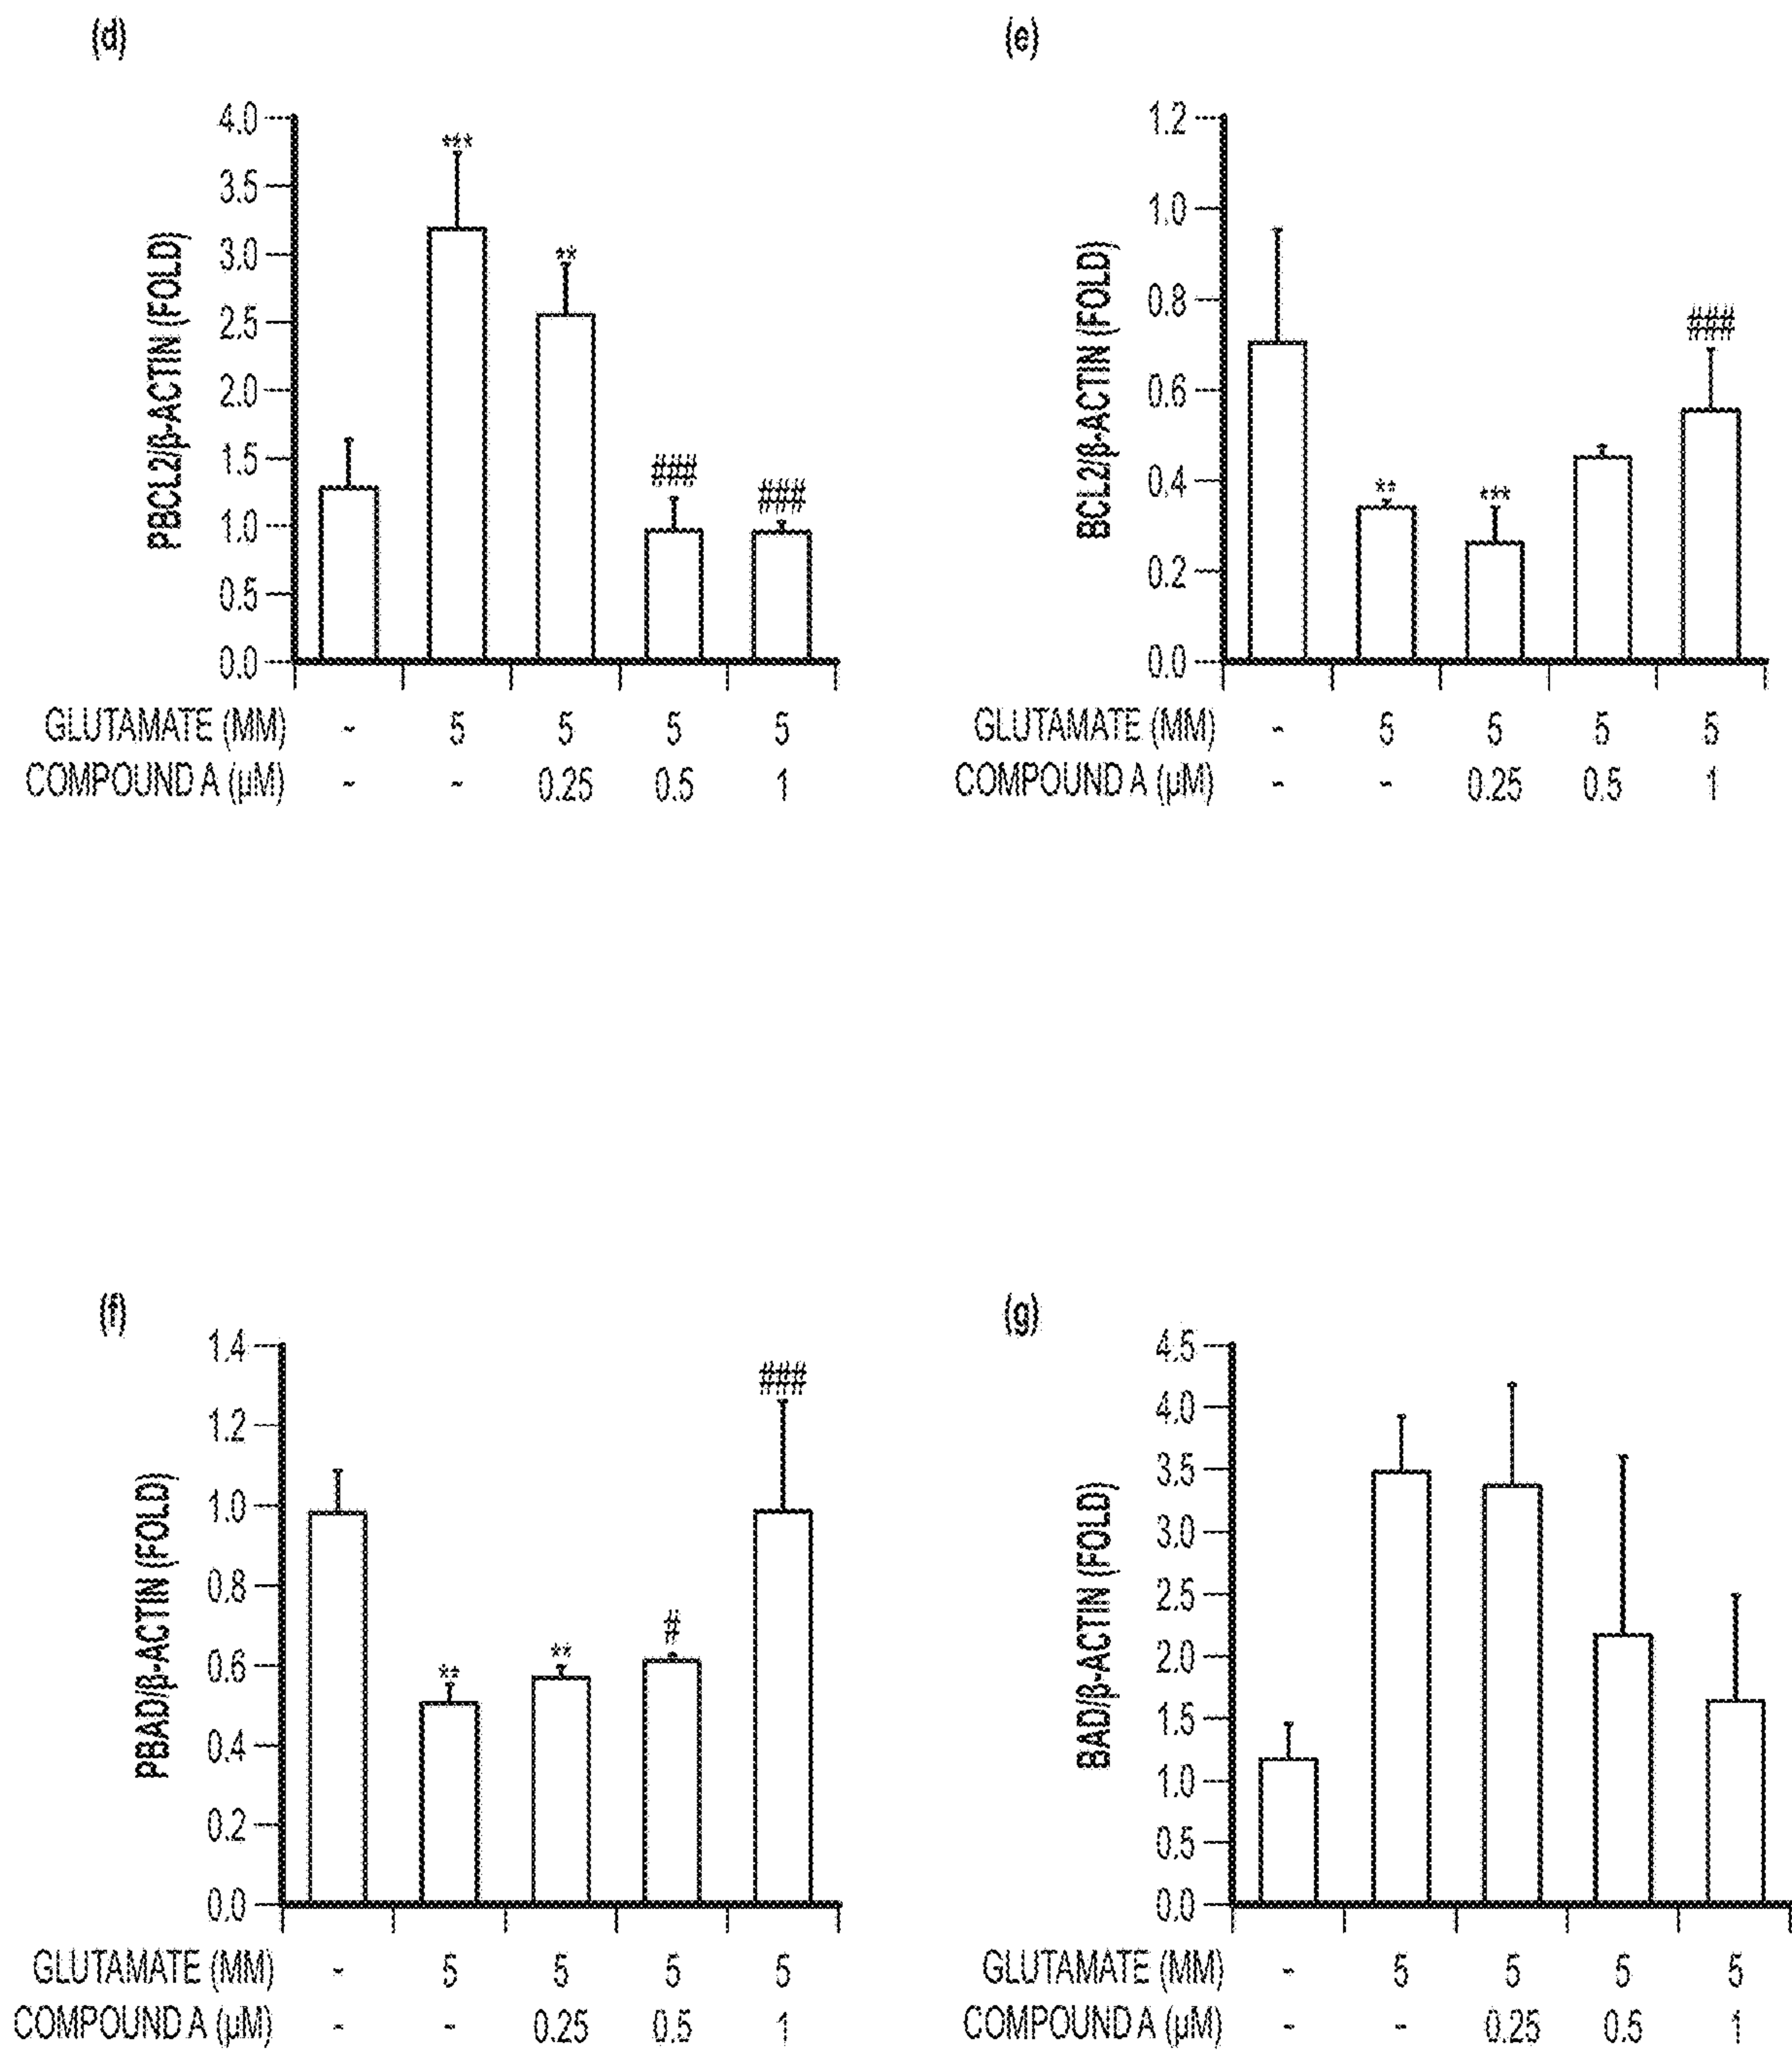 (d)
4.0
3.5
3.0
2.5
2.0
1.5
1.0
0.5
0.0
PBCL2/β-ACTIN (FOLD)
***
**
###
###
GLUTAMATE (MM) - 5 5 5 5
COMPOUND A (µM) - - 0.25 0.5 1
(e)
1.2
1.0
0.8
0.6
0.4
0.2
0.0
BCL2/β-ACTIN (FOLD)
**
***
###
GLUTAMATE (MM) - 5 5 5 5
COMPOUND A (µM) - - 0.25 0.5 1
(f)
1.4
1.2
1.0
0.8
0.6
0.4
0.2
0.0
PBAD/β-ACTIN (FOLD)
**
**
#
###
GLUTAMATE (MM) - 5 5 5 5
COMPOUND A (µM) - - 0.25 0.5 1
(g)
4.5
4.0
3.5
3.0
2.5
2.0
1.5
1.0
0.5
0.0
BAD/β-ACTIN (FOLD)
GLUTAMATE (MM) - 5 5 5 5
COMPOUND A (µM) - - 0.25 0.5 1